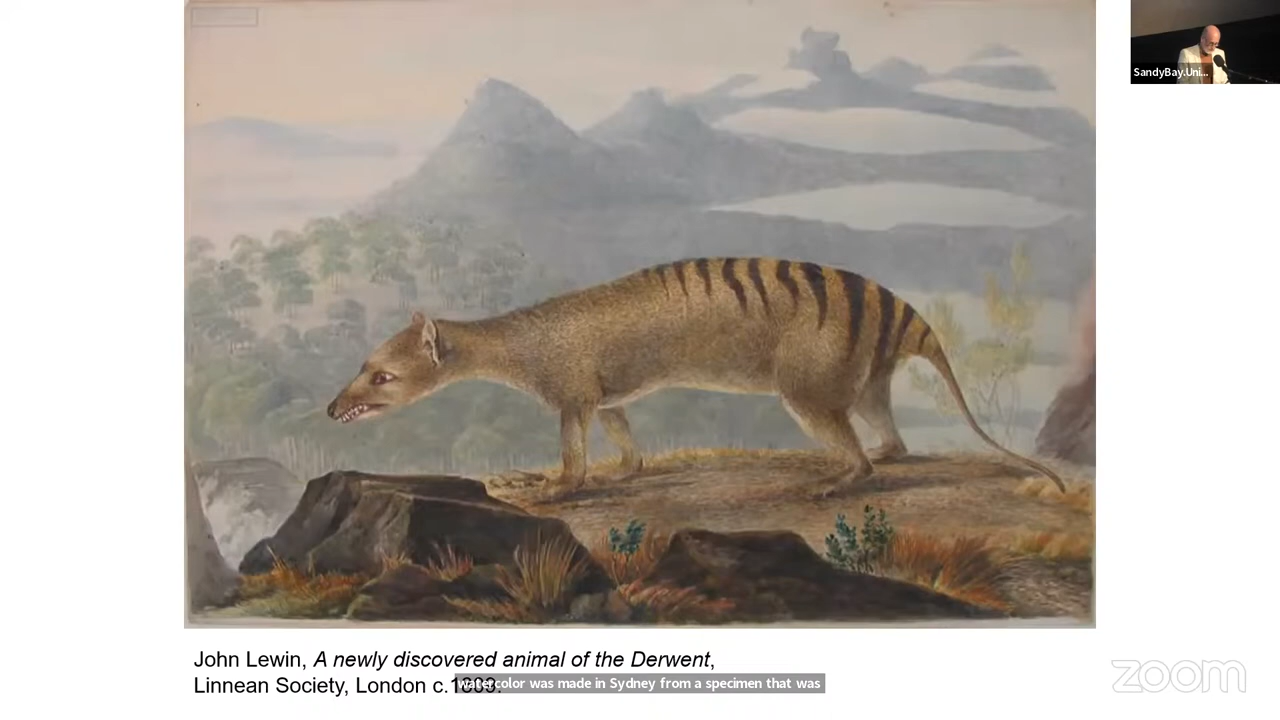 SandyBay.Uni...
John Lewin, A newly discovered animal of the Derwent,
Linnean Society, London c.
watercolor was made in Sydney from a specimen that was
zoom